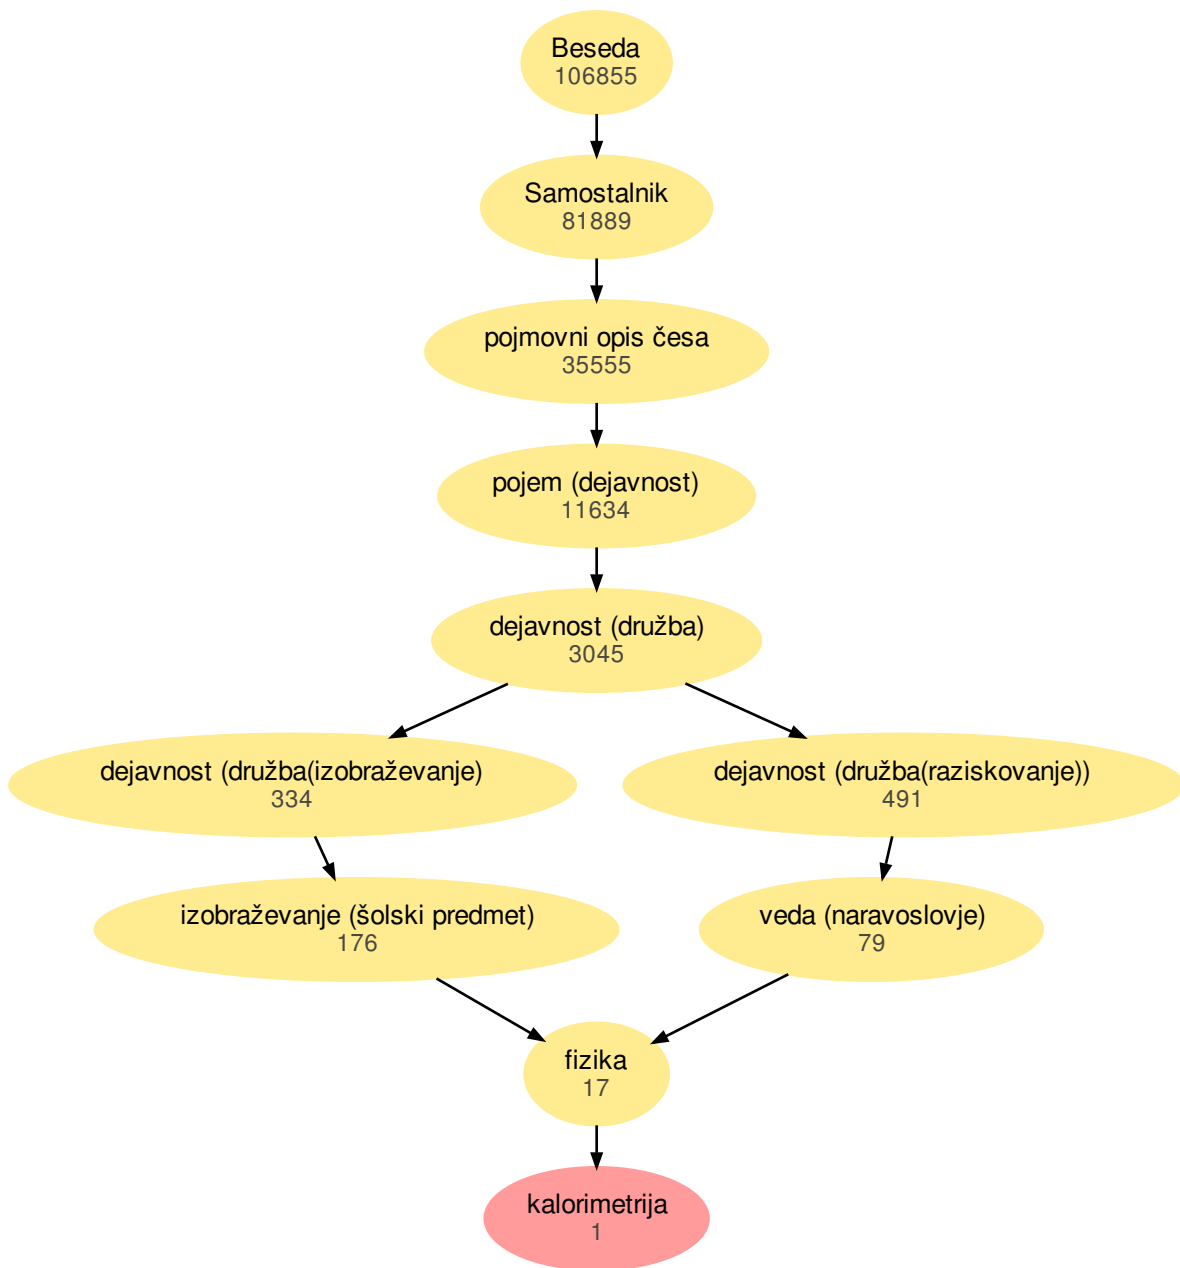 Beseda
106855
Samostalnik
81889
pojmovni opis česa
35555
pojem (dejavnost)
11634
dejavnost (družba)
3045
dejavnost (družba(izobraževanje)
334
dejavnost (družba(raziskovanje))
491
izobraževanje (šolski predmet)
176
veda (naravoslovje)
79
fizika
17
kalorimetrija
1